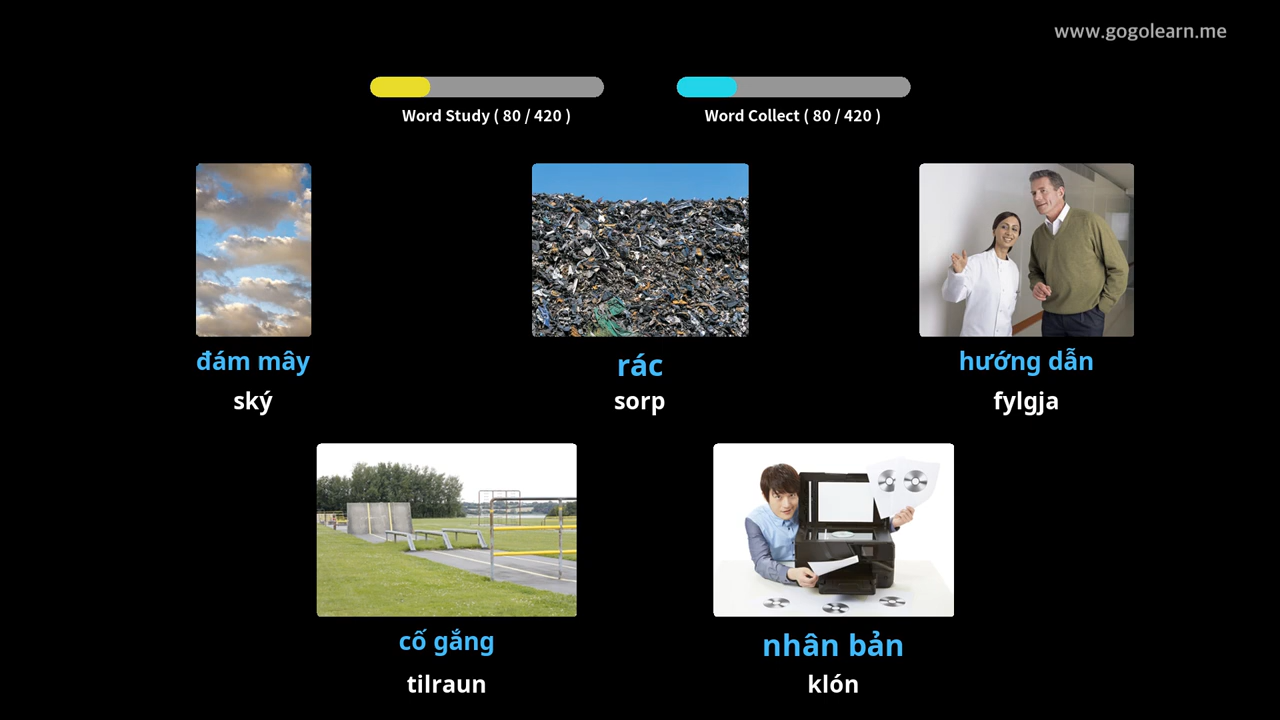 www.gogolearn.me
Word Study ( 80 / 420 )
Word Collect ( 80 / 420 )
đám mây
ský
rác
sorp
hướng dẫn
fylgja
cố gắng
tilraun
nhân bản
klón